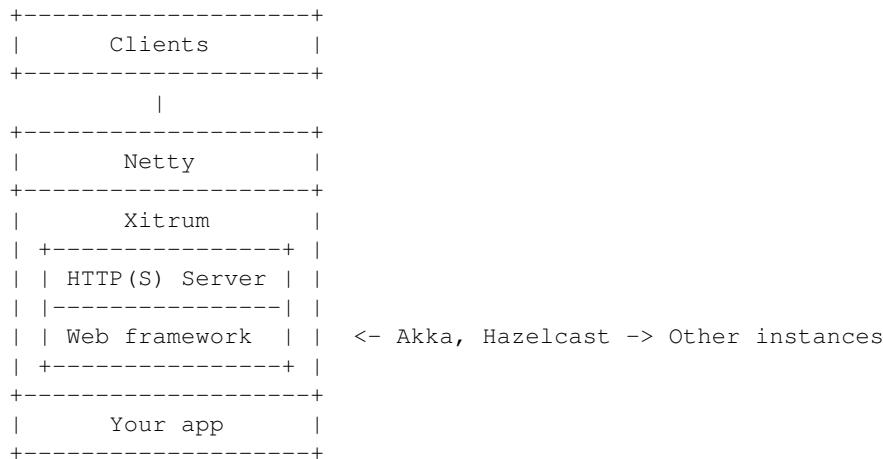 Clients
Netty
Xitrum
HTTP(S) Server
Web framework <- Akka, Hazelcast -> Other instances
Your app